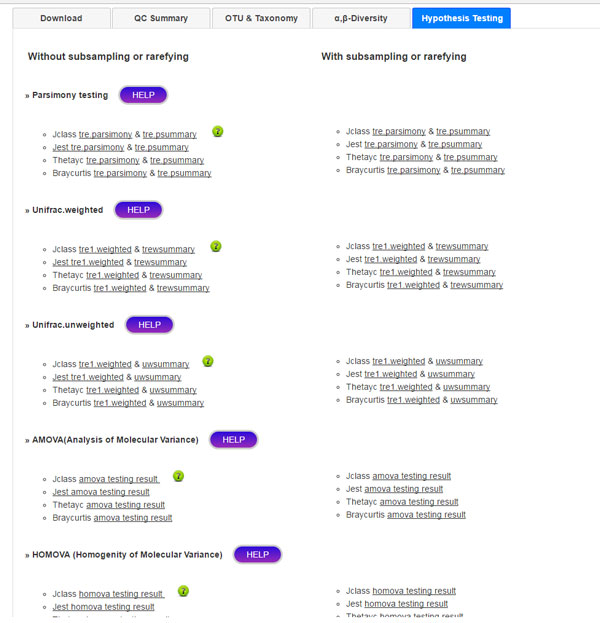 Download QC Summary OTU & Taxonomy α,β-Diversity Hypothesis Testing
Without subsampling or rarefying With subsampling or rarefying
» Parsimony testing HELP
Jclass tre.parsimony & tre.psummary Jclass tre.parsimony & tre.psummary
Jest tre.parsimony & tre.psummary Jest tre.parsimony & tre.psummary
Thetayc tre.parsimony & tre.psummary Thetayc tre.parsimony & tre.psummary
Braycurtis tre.parsimony & tre.psummary Braycurtis tre.parsimony & tre.psummary
» Unifrac.weighted HELP
Jclass tre1.weighted & trewsummary Jclass tre1.weighted & trewsummary
Jest tre1.weighted & trewsummary Jest tre1.weighted & trewsummary
Thetayc tre1.weighted & trewsummary Thetayc tre1.weighted & trewsummary
Braycurtis tre1.weighted & trewsummary Braycurtis tre1.weighted & trewsummary
» Unifrac.unweighted HELP
Jclass tre1.weighted & uwsummary Jclass tre1.weighted & uwsummary
Jest tre1.weighted & uwsummary Jest tre1.weighted & uwsummary
Thetayc tre1.weighted & uwsummary Thetayc tre1.weighted & uwsummary
Braycurtis tre1.weighted & uwsummary Braycurtis tre1.weighted & uwsummary
» AMOVA(Analysis of Molecular Variance) HELP
Jclass amova testing result Jclass amova testing result
Jest amova testing result Jest amova testing result
Thetayc amova testing result Thetayc amova testing result
Braycurtis amova testing result Braycurtis amova testing result
» HOMOVA (Homogenity of Molecular Variance) HELP
Jclass homova testing result Jclass homova testing result
Jest homova testing result Jest homova testing result
Thetayc homova testing result